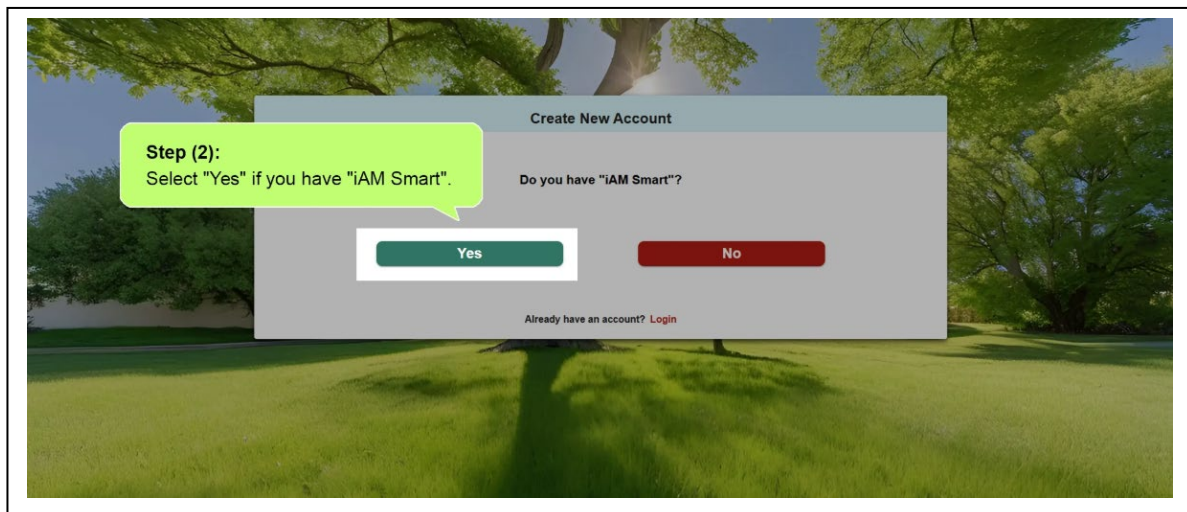 Create New Account
Step (2):
Select "Yes" if you have "iAM Smart".
Do you have "iAM Smart"?
Yes
No
Already have an account? Login